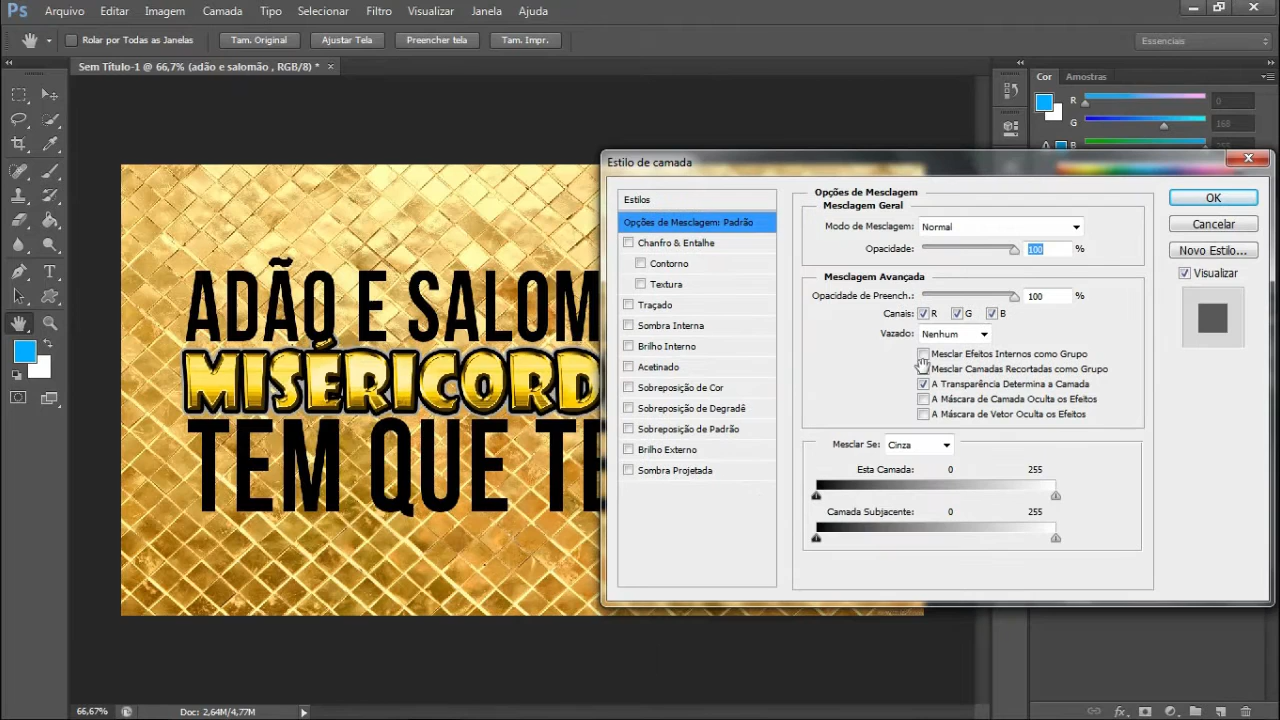 Ps Arquivo Editar Imagem Camada Tipo Selecionar Filtro Visualizar Janela Ajuda
Rolar por Todas as Janelas Tam. Original Ajustar Tela Preencher tela Tam. Impr. Essenciais
Sem Título-1 @ 66,7% (adão e salomão , RGB/8) * ×
Cor Amostras
R 0
G 168
B 255
Estilo de camada
Estilos
Opções de Mesclagem: Padrão
Chanfro & Entalhe
Contorno
Textura
Traçado
Sombra Interna
Brilho Interno
Acetinado
Sobreposição de Cor
Sobreposição de Degradê
Sobreposição de Padrão
Brilho Externo
Sombra Projetada
Opções de Mesclagem
Mesclagem Geral
Modo de Mesclagem: Normal
Opacidade: 100 %
Mesclagem Avançada
Opacidade de Preench.: 100 %
Canais: R G B
Vazado: Nenhum
Mesclar Efeitos Internos como Grupo
Mesclar Camadas Recortadas como Grupo
A Transparência Determina a Camada
A Máscara de Camada Oculta os Efeitos
A Máscara de Vetor Oculta os Efeitos
Mesclar Se: Cinza
Esta Camada: 0 255
Camada Subjacente: 0 255
OK
Cancelar
Novo Estilo...
Visualizar
ADÃO E SALOM
MISERICORD
TEM QUE TE
66,67% Doc: 2,64M/4,77M